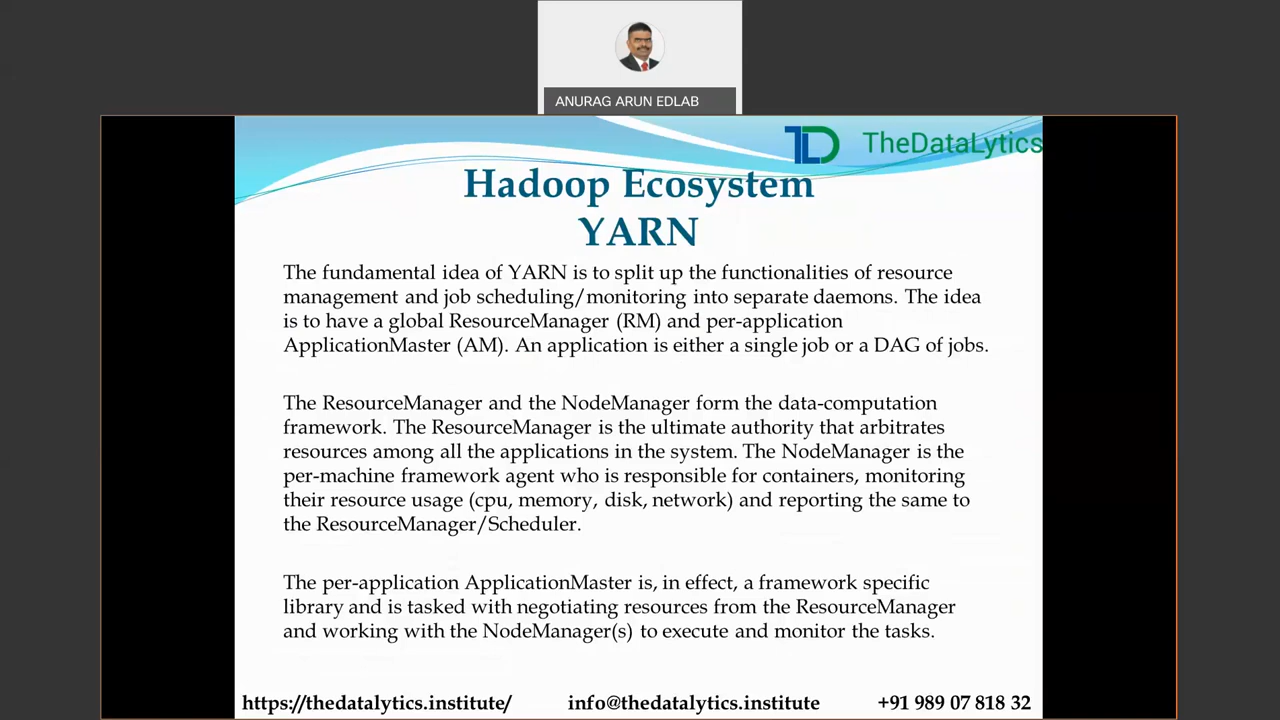 ANURAG ARUN EDLAB
TheDataLytics
Hadoop Ecosystem
YARN
The fundamental idea of YARN is to split up the functionalities of resource
management and job scheduling/monitoring into separate daemons. The idea
is to have a global ResourceManager (RM) and per-application
ApplicationMaster (AM). An application is either a single job or a DAG of jobs.
The ResourceManager and the NodeManager form the data-computation
framework. The ResourceManager is the ultimate authority that arbitrates
resources among all the applications in the system. The NodeManager is the
per-machine framework agent who is responsible for containers, monitoring
their resource usage (cpu, memory, disk, network) and reporting the same to
the ResourceManager/Scheduler.
The per-application ApplicationMaster is, in effect, a framework specific
library and is tasked with negotiating resources from the ResourceManager
and working with the NodeManager(s) to execute and monitor the tasks.
https://thedatalytics.institute/ info@thedatalytics.institute +91 989 07 818 32